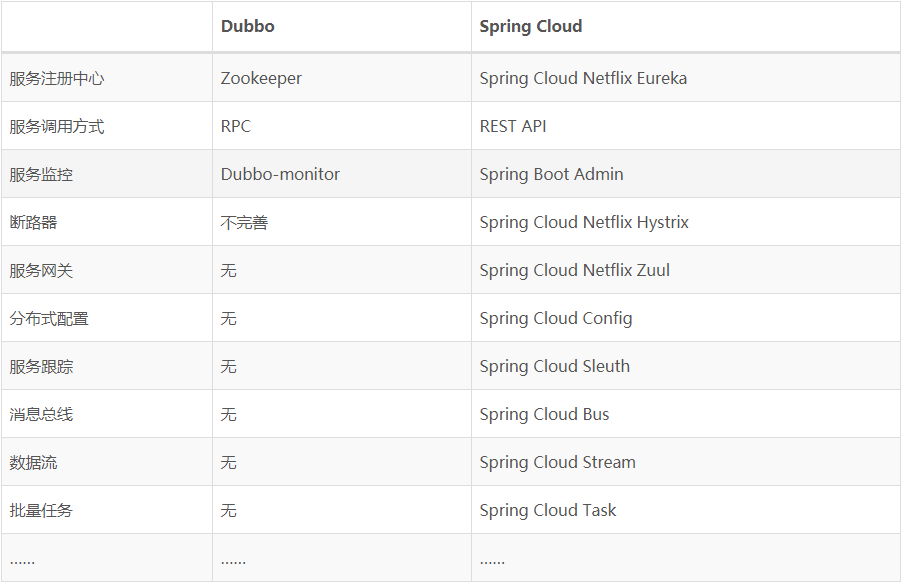 Dubbo Spring Cloud
服务注册中心 Zookeeper Spring Cloud Netflix Eureka
服务调用方式 RPC REST API
服务监控 Dubbo-monitor Spring Boot Admin
断路器 不完善 Spring Cloud Netflix Hystrix
服务网关 无 Spring Cloud Netflix Zuul
分布式配置 无 Spring Cloud Config
服务跟踪 无 Spring Cloud Sleuth
消息总线 无 Spring Cloud Bus
数据流 无 Spring Cloud Stream
批量任务 无 Spring Cloud Task
…… …… ……